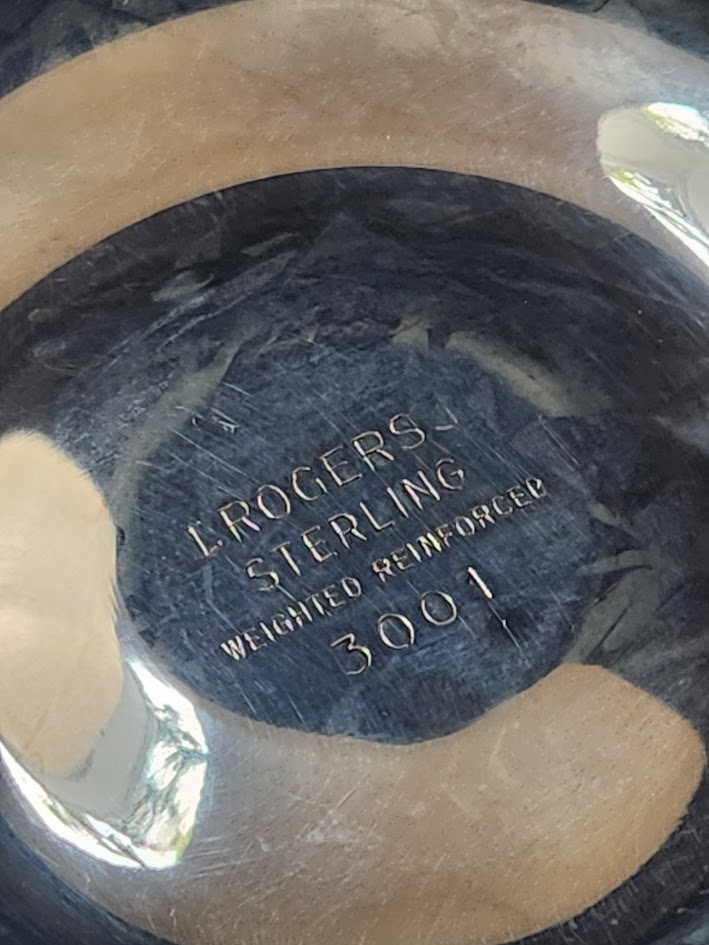 ROGERS
STERLING
WEIGHTED REINFORCED
3001